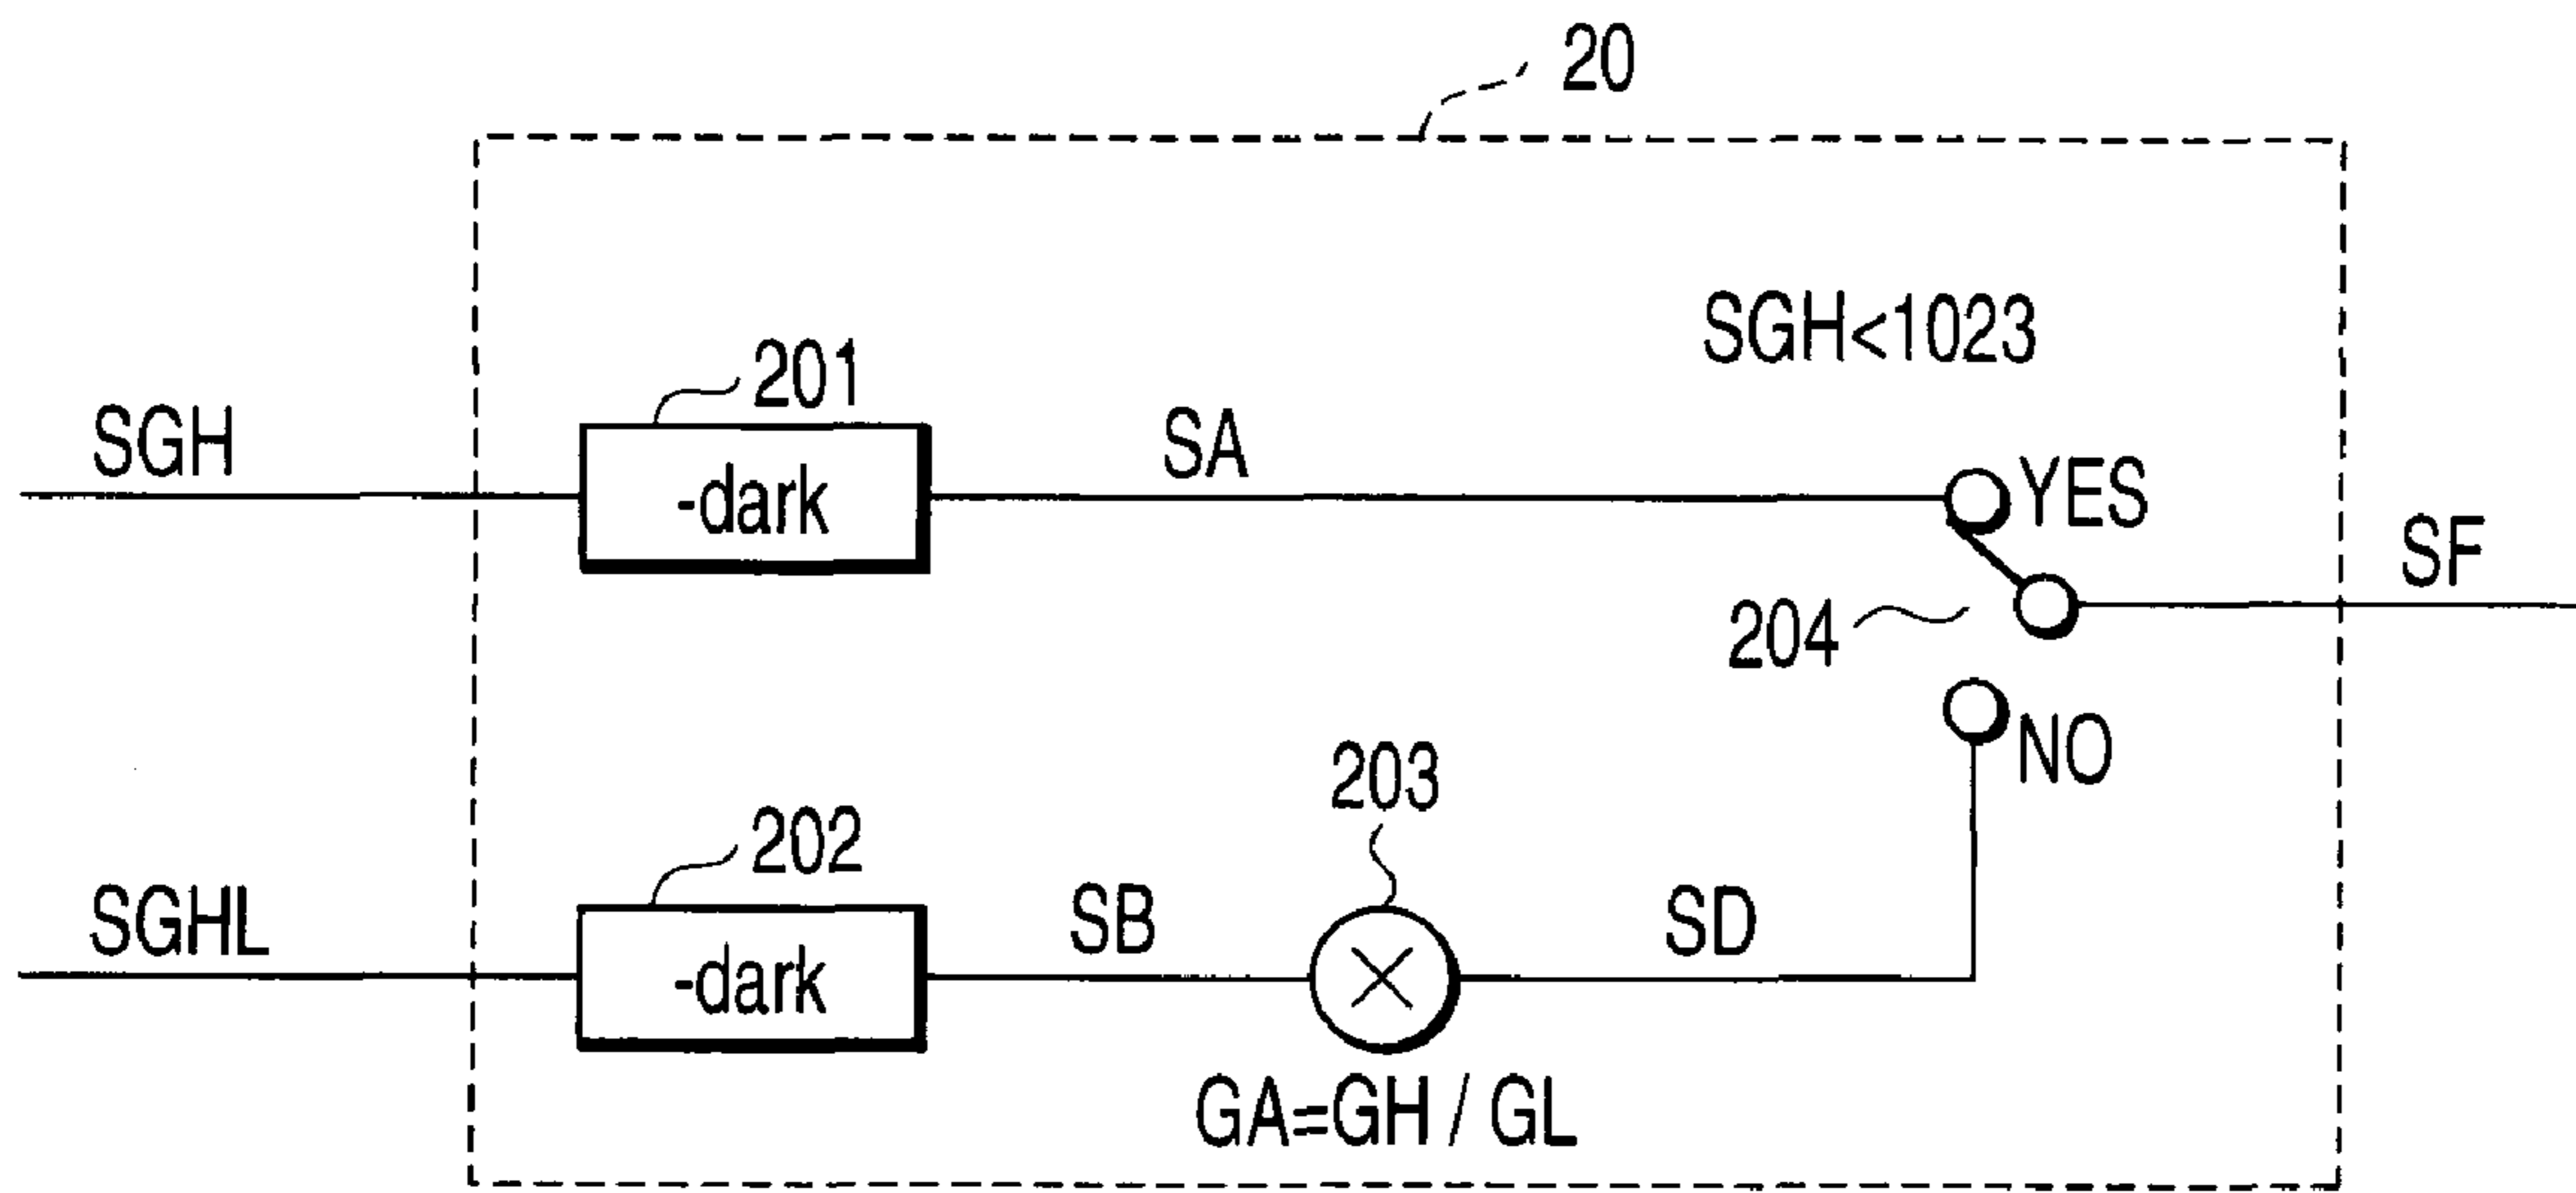 20
SGH<1023
201
SGH
-dark
SA
YES
SF
204
NO
203
202
SGHL
-dark
SB
SD
GA=GH / GL